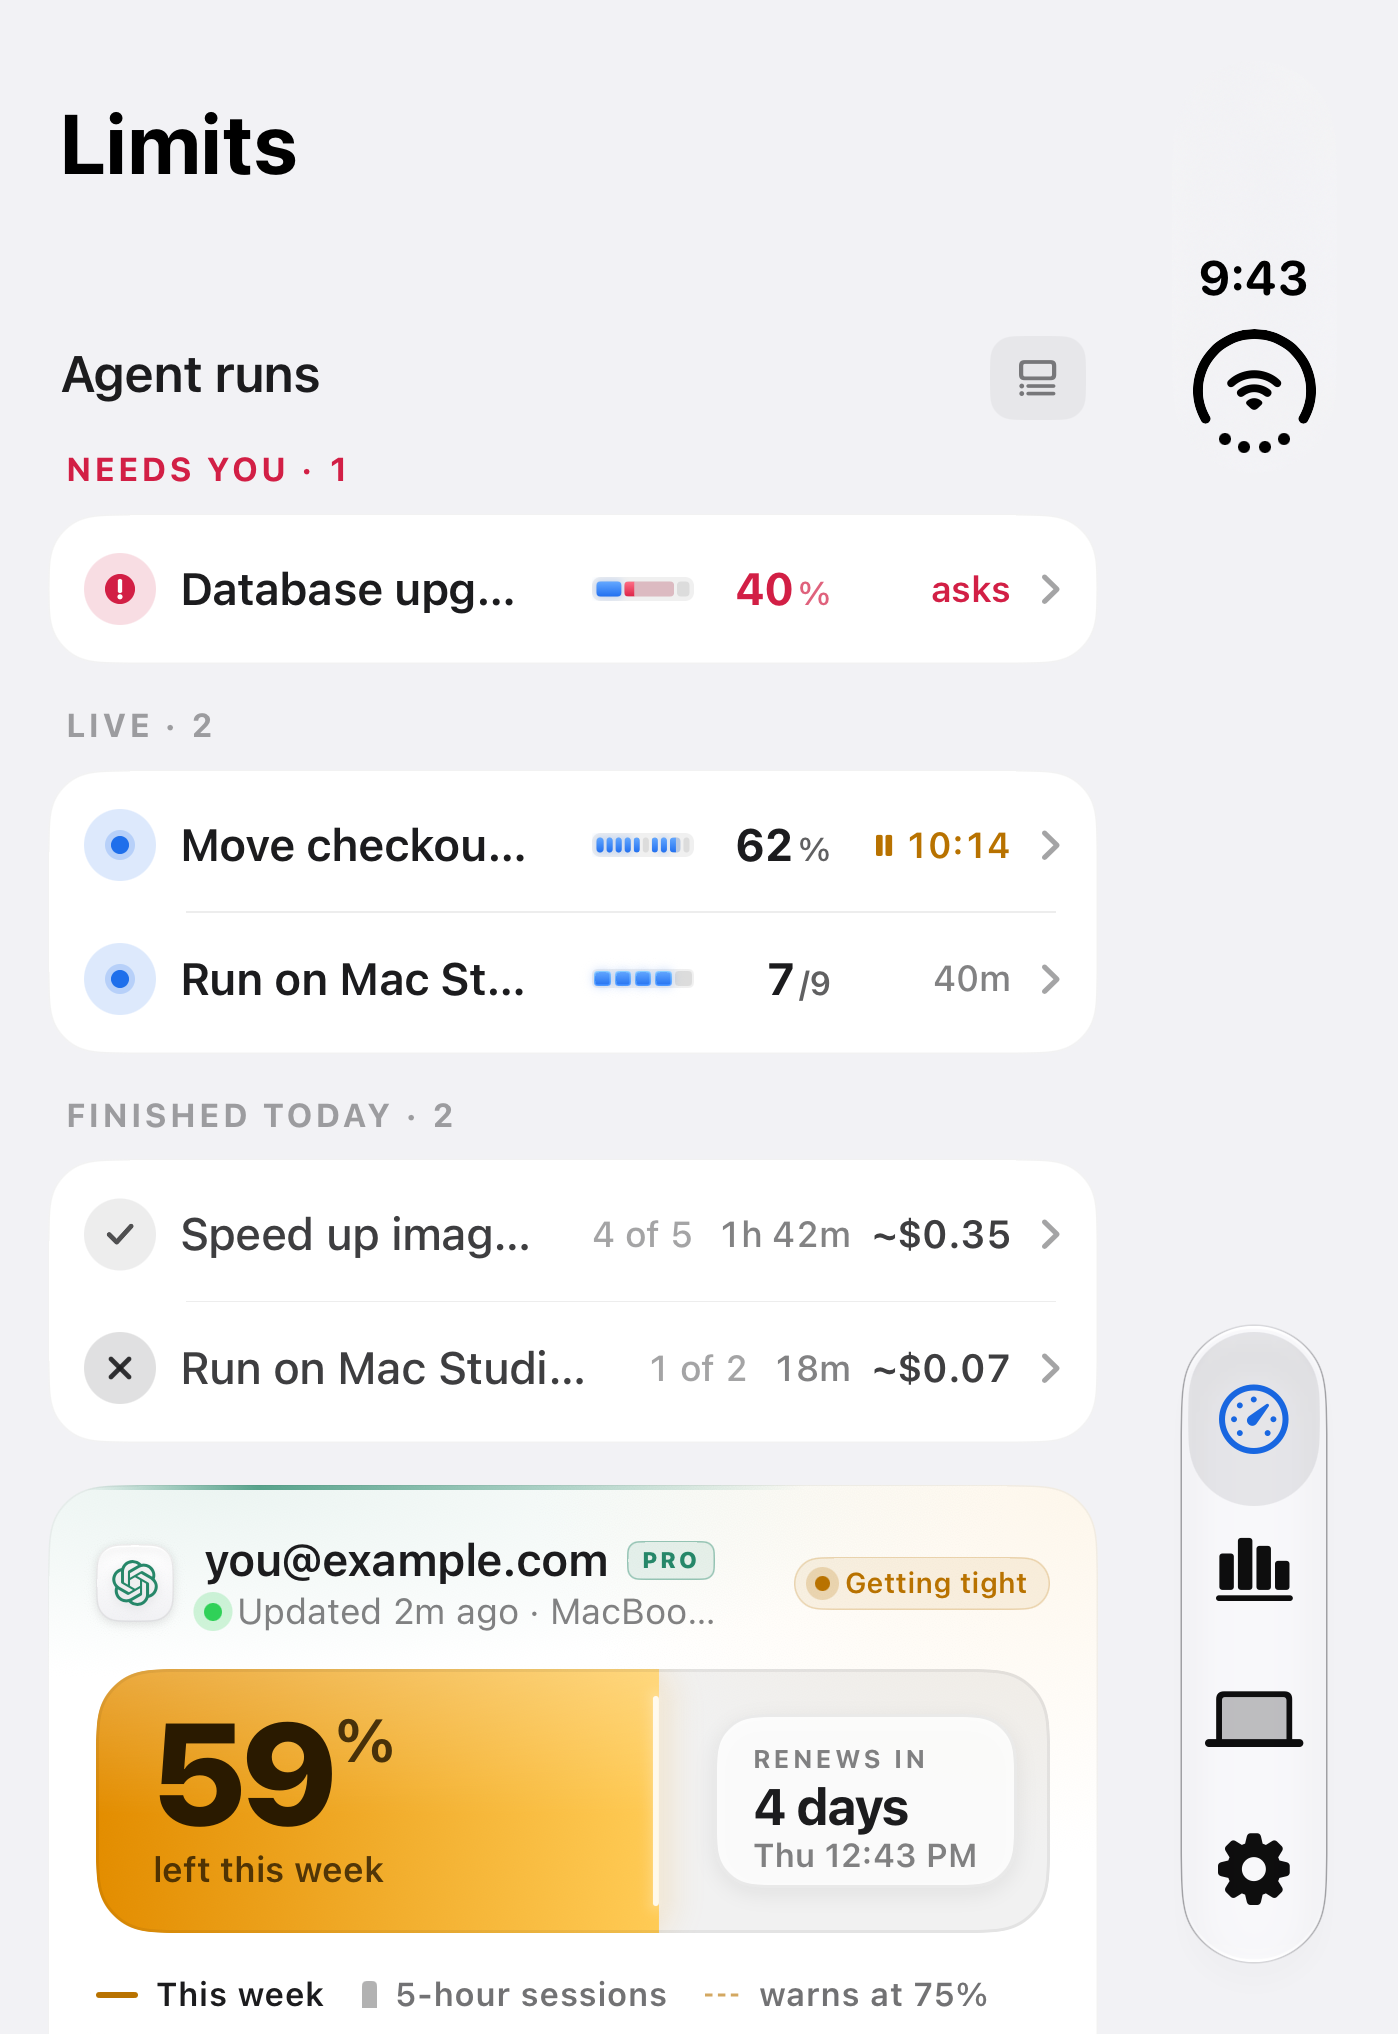 Limits
9:43
Agent runs
NEEDS YOU · 1
Database upg... 40% asks
LIVE · 2
Move checkou... 62% 10:14
Run on Mac St... 7/9 40m
FINISHED TODAY · 2
Speed up imag... 4 of 5 1h 42m ~$0.35
Run on Mac Studi... 1 of 2 18m ~$0.07
you@example.com PRO
Updated 2m ago · MacBoo...
Getting tight
59%
left this week
RENEWS IN
4 days
Thu 12:43 PM
This week 5-hour sessions warns at 75%